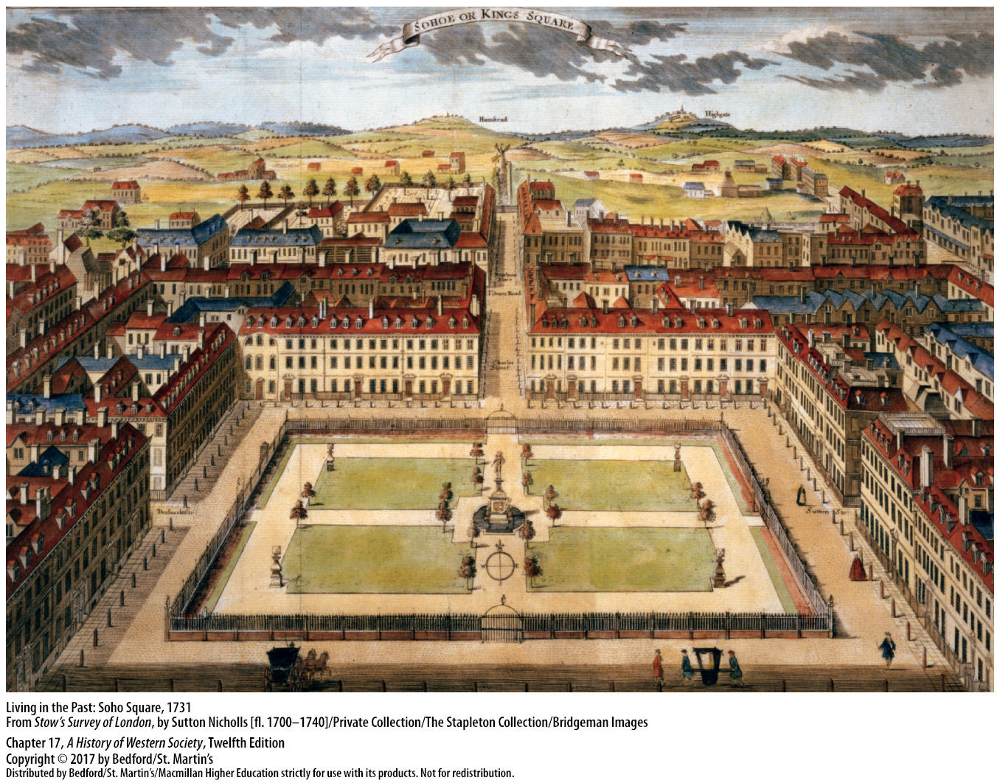 SOHOE OR KINGS SQUARE
Hamstead
Highgate
Tiburn Road
Charles
Street
Sutton Str:
Living in the Past: Soho Square, 1731
From Stow's Survey of London, by Sutton Nicholls [fl. 1700–1740]/Private Collection/The Stapleton Collection/Bridgeman Images
Chapter 17, A History of Western Society, Twelfth Edition
Copyright © 2017 by Bedford/St. Martin's
Distributed by Bedford/St. Martin's/Macmillan Higher Education strictly for use with its products. Not for redistribution.